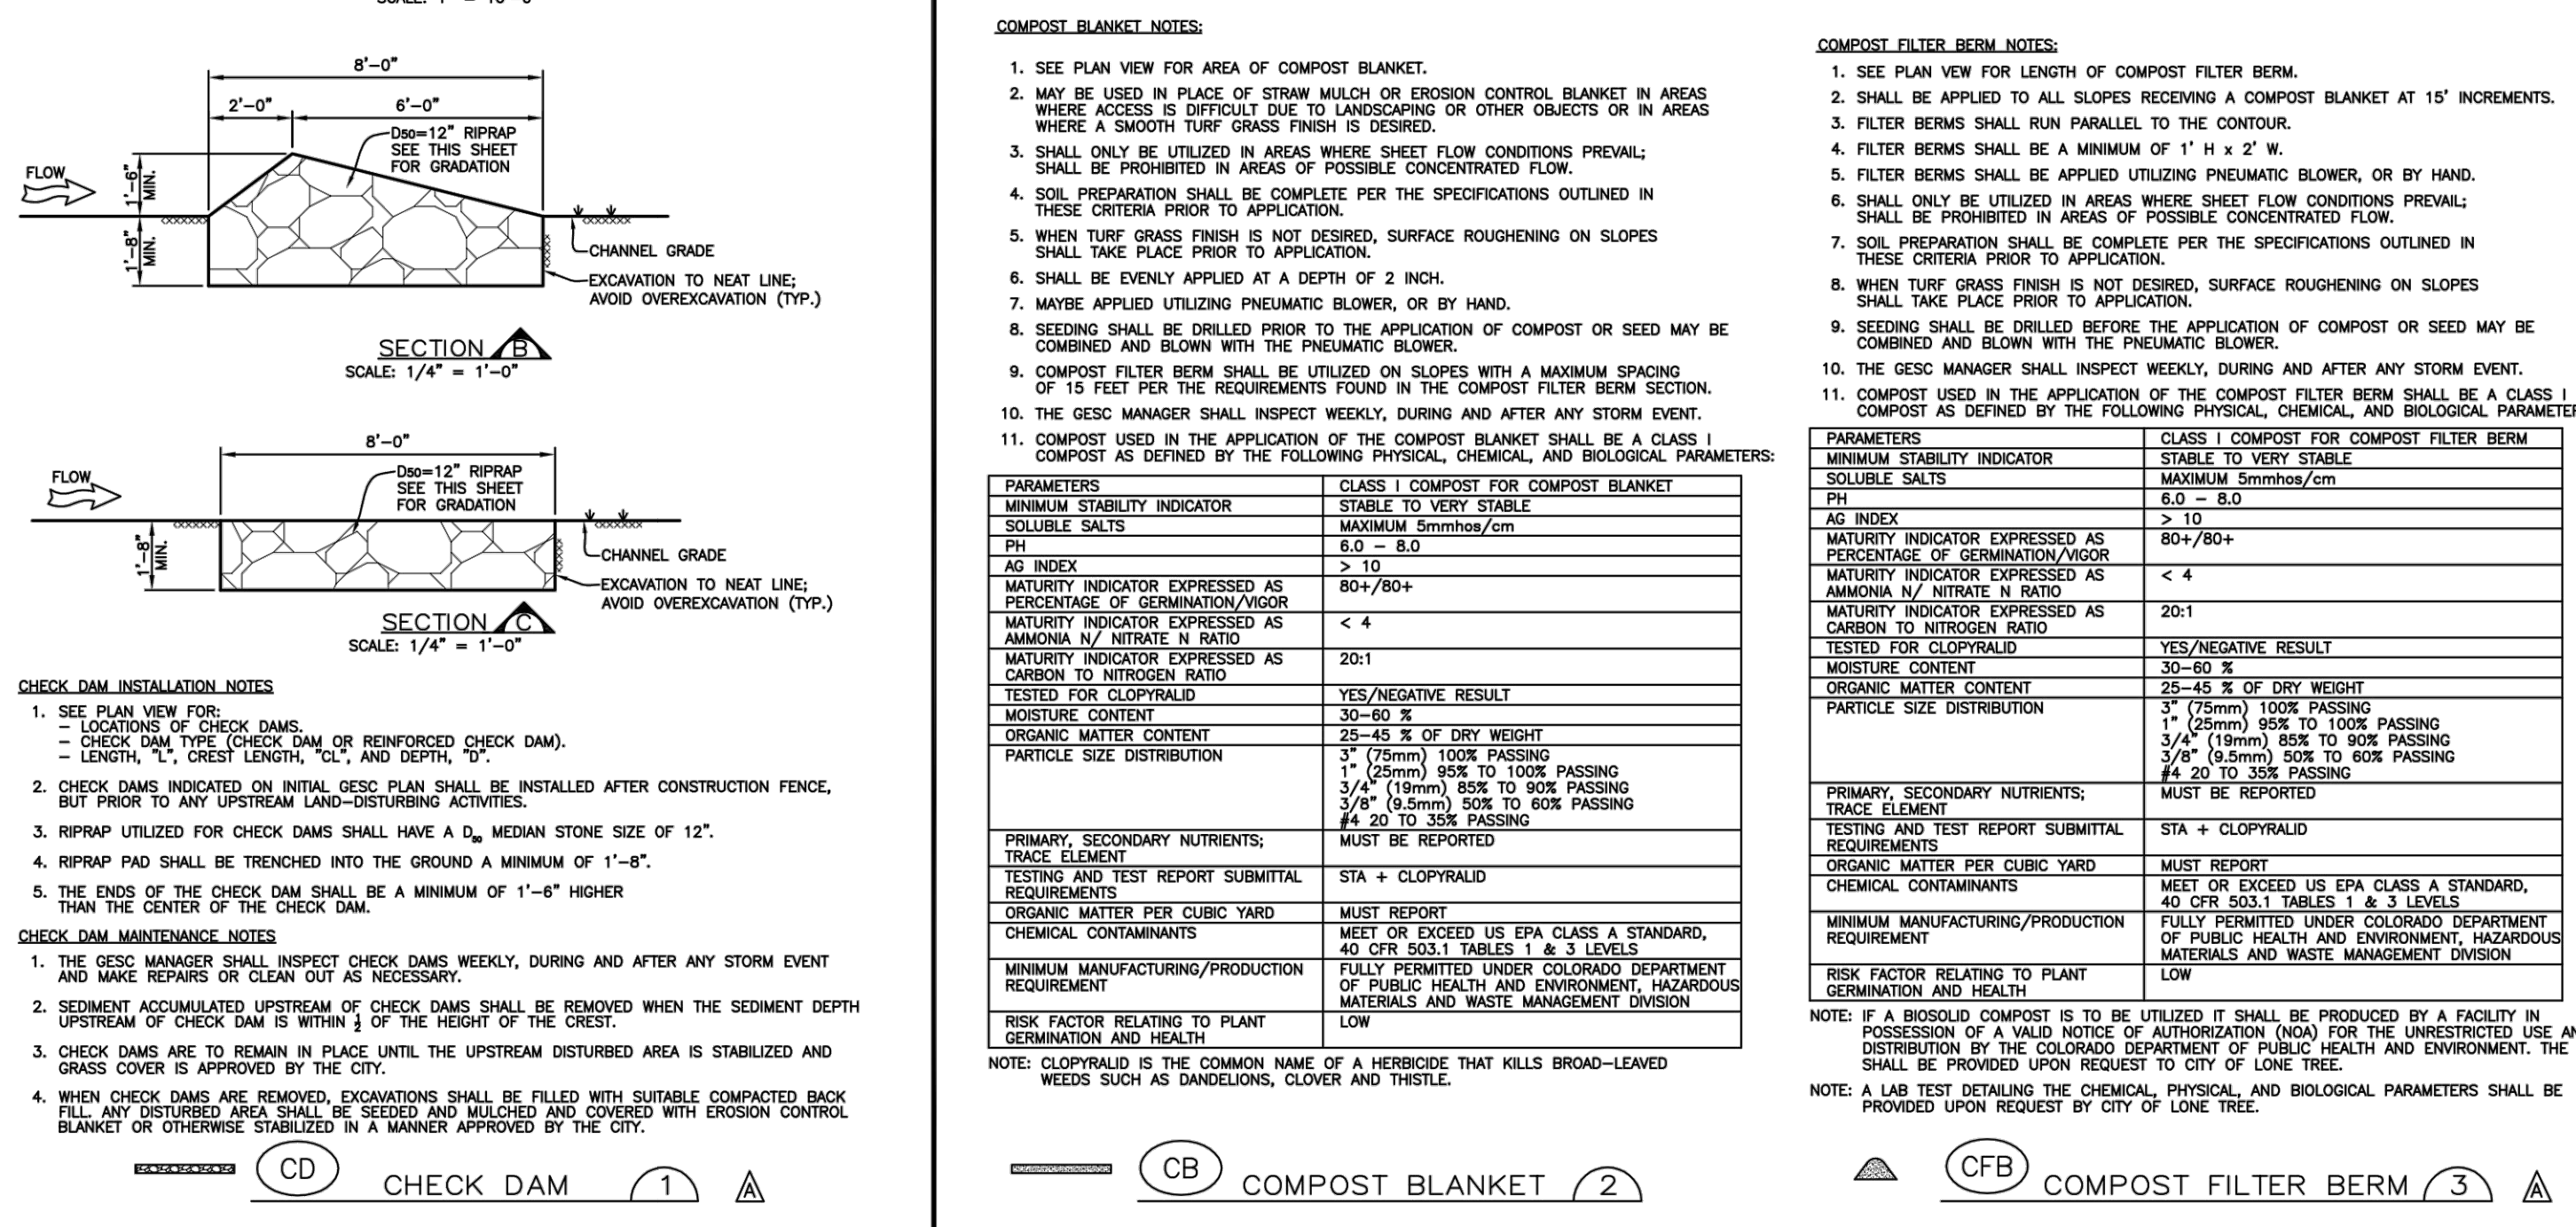 8'-0"
2'-0"
6'-0"
D50=12" RIPRAP
SEE THIS SHEET
FOR GRADATION
FLOW
1'-6"
MIN.
1'-8"
MIN.
CHANNEL GRADE
EXCAVATION TO NEAT LINE;
AVOID OVEREXCAVATION (TYP.)
SECTION B
SCALE: 1/4" = 1'-0"
8'-0"
D50=12" RIPRAP
SEE THIS SHEET
FOR GRADATION
FLOW
1'-8"
MIN.
CHANNEL GRADE
EXCAVATION TO NEAT LINE;
AVOID OVEREXCAVATION (TYP.)
SECTION C
SCALE: 1/4" = 1'-0"
CHECK DAM INSTALLATION NOTES
1. SEE PLAN VIEW FOR:
– LOCATIONS OF CHECK DAMS.
– CHECK DAM TYPE (CHECK DAM OR REINFORCED CHECK DAM).
– LENGTH, "L", CREST LENGTH, "CL", AND DEPTH, "D".
2. CHECK DAMS INDICATED ON INITIAL GESC PLAN SHALL BE INSTALLED AFTER CONSTRUCTION FENCE,
BUT PRIOR TO ANY UPSTREAM LAND–DISTURBING ACTIVITIES.
3. RIPRAP UTILIZED FOR CHECK DAMS SHALL HAVE A D50 MEDIAN STONE SIZE OF 12".
4. RIPRAP PAD SHALL BE TRENCHED INTO THE GROUND A MINIMUM OF 1'–8".
5. THE ENDS OF THE CHECK DAM SHALL BE A MINIMUM OF 1'–6" HIGHER
THAN THE CENTER OF THE CHECK DAM.
CHECK DAM MAINTENANCE NOTES
1. THE GESC MANAGER SHALL INSPECT CHECK DAMS WEEKLY, DURING AND AFTER ANY STORM EVENT
AND MAKE REPAIRS OR CLEAN OUT AS NECESSARY.
2. SEDIMENT ACCUMULATED UPSTREAM OF CHECK DAMS SHALL BE REMOVED WHEN THE SEDIMENT DEPTH
UPSTREAM OF CHECK DAM IS WITHIN ½ OF THE HEIGHT OF THE CREST.
3. CHECK DAMS ARE TO REMAIN IN PLACE UNTIL THE UPSTREAM DISTURBED AREA IS STABILIZED AND
GRASS COVER IS APPROVED BY THE CITY.
4. WHEN CHECK DAMS ARE REMOVED, EXCAVATIONS SHALL BE FILLED WITH SUITABLE COMPACTED BACK
FILL. ANY DISTURBED AREA SHALL BE SEEDED AND MULCHED AND COVERED WITH EROSION CONTROL
BLANKET OR OTHERWISE STABILIZED IN A MANNER APPROVED BY THE CITY.
CD CHECK DAM 1 A
COMPOST BLANKET NOTES:
1. SEE PLAN VIEW FOR AREA OF COMPOST BLANKET.
2. MAY BE USED IN PLACE OF STRAW MULCH OR EROSION CONTROL BLANKET IN AREAS
WHERE ACCESS IS DIFFICULT DUE TO LANDSCAPING OR OTHER OBJECTS OR IN AREAS
WHERE A SMOOTH TURF GRASS FINISH IS DESIRED.
3. SHALL ONLY BE UTILIZED IN AREAS WHERE SHEET FLOW CONDITIONS PREVAIL;
SHALL BE PROHIBITED IN AREAS OF POSSIBLE CONCENTRATED FLOW.
4. SOIL PREPARATION SHALL BE COMPLETE PER THE SPECIFICATIONS OUTLINED IN
THESE CRITERIA PRIOR TO APPLICATION.
5. WHEN TURF GRASS FINISH IS NOT DESIRED, SURFACE ROUGHENING ON SLOPES
SHALL TAKE PLACE PRIOR TO APPLICATION.
6. SHALL BE EVENLY APPLIED AT A DEPTH OF 2 INCH.
7. MAYBE APPLIED UTILIZING PNEUMATIC BLOWER, OR BY HAND.
8. SEEDING SHALL BE DRILLED PRIOR TO THE APPLICATION OF COMPOST OR SEED MAY BE
COMBINED AND BLOWN WITH THE PNEUMATIC BLOWER.
9. COMPOST FILTER BERM SHALL BE UTILIZED ON SLOPES WITH A MAXIMUM SPACING
OF 15 FEET PER THE REQUIREMENTS FOUND IN THE COMPOST FILTER BERM SECTION.
10. THE GESC MANAGER SHALL INSPECT WEEKLY, DURING AND AFTER ANY STORM EVENT.
11. COMPOST USED IN THE APPLICATION OF THE COMPOST BLANKET SHALL BE A CLASS I
COMPOST AS DEFINED BY THE FOLLOWING PHYSICAL, CHEMICAL, AND BIOLOGICAL PARAMETERS:
PARAMETERS CLASS I COMPOST FOR COMPOST BLANKET
MINIMUM STABILITY INDICATOR STABLE TO VERY STABLE
SOLUBLE SALTS MAXIMUM 5mmhos/cm
PH 6.0 – 8.0
AG INDEX > 10
MATURITY INDICATOR EXPRESSED AS 80+/80+
PERCENTAGE OF GERMINATION/VIGOR
MATURITY INDICATOR EXPRESSED AS < 4
AMMONIA N/ NITRATE N RATIO
MATURITY INDICATOR EXPRESSED AS 20:1
CARBON TO NITROGEN RATIO
TESTED FOR CLOPYRALID YES/NEGATIVE RESULT
MOISTURE CONTENT 30–60 %
ORGANIC MATTER CONTENT 25–45 % OF DRY WEIGHT
PARTICLE SIZE DISTRIBUTION 3" (75mm) 100% PASSING
1" (25mm) 95% TO 100% PASSING
3/4" (19mm) 85% TO 90% PASSING
3/8" (9.5mm) 50% TO 60% PASSING
#4 20 TO 35% PASSING
PRIMARY, SECONDARY NUTRIENTS; MUST BE REPORTED
TRACE ELEMENT
TESTING AND TEST REPORT SUBMITTAL STA + CLOPYRALID
REQUIREMENTS
ORGANIC MATTER PER CUBIC YARD MUST REPORT
CHEMICAL CONTAMINANTS MEET OR EXCEED US EPA CLASS A STANDARD,
40 CFR 503.1 TABLES 1 & 3 LEVELS
MINIMUM MANUFACTURING/PRODUCTION FULLY PERMITTED UNDER COLORADO DEPARTMENT
REQUIREMENT OF PUBLIC HEALTH AND ENVIRONMENT, HAZARDOUS
MATERIALS AND WASTE MANAGEMENT DIVISION
RISK FACTOR RELATING TO PLANT LOW
GERMINATION AND HEALTH
NOTE: CLOPYRALID IS THE COMMON NAME OF A HERBICIDE THAT KILLS BROAD–LEAVED
WEEDS SUCH AS DANDELIONS, CLOVER AND THISTLE.
CB COMPOST BLANKET 2
COMPOST FILTER BERM NOTES:
1. SEE PLAN VEW FOR LENGTH OF COMPOST FILTER BERM.
2. SHALL BE APPLIED TO ALL SLOPES RECEIVING A COMPOST BLANKET AT 15' INCREMENTS.
3. FILTER BERMS SHALL RUN PARALLEL TO THE CONTOUR.
4. FILTER BERMS SHALL BE A MINIMUM OF 1' H x 2' W.
5. FILTER BERMS SHALL BE APPLIED UTILIZING PNEUMATIC BLOWER, OR BY HAND.
6. SHALL ONLY BE UTILIZED IN AREAS WHERE SHEET FLOW CONDITIONS PREVAIL;
SHALL BE PROHIBITED IN AREAS OF POSSIBLE CONCENTRATED FLOW.
7. SOIL PREPARATION SHALL BE COMPLETE PER THE SPECIFICATIONS OUTLINED IN
THESE CRITERIA PRIOR TO APPLICATION.
8. WHEN TURF GRASS FINISH IS NOT DESIRED, SURFACE ROUGHENING ON SLOPES
SHALL TAKE PLACE PRIOR TO APPLICATION.
9. SEEDING SHALL BE DRILLED BEFORE THE APPLICATION OF COMPOST OR SEED MAY BE
COMBINED AND BLOWN WITH THE PNEUMATIC BLOWER.
10. THE GESC MANAGER SHALL INSPECT WEEKLY, DURING AND AFTER ANY STORM EVENT.
11. COMPOST USED IN THE APPLICATION OF THE COMPOST FILTER BERM SHALL BE A CLASS I
COMPOST AS DEFINED BY THE FOLLOWING PHYSICAL, CHEMICAL, AND BIOLOGICAL
PARAMETERS CLASS I COMPOST FOR COMPOST FILTER BERM
MINIMUM STABILITY INDICATOR STABLE TO VERY STABLE
SOLUBLE SALTS MAXIMUM 5mmhos/cm
PH 6.0 – 8.0
AG INDEX > 10
MATURITY INDICATOR EXPRESSED AS 80+/80+
PERCENTAGE OF GERMINATION/VIGOR
MATURITY INDICATOR EXPRESSED AS < 4
AMMONIA N/ NITRATE N RATIO
MATURITY INDICATOR EXPRESSED AS 20:1
CARBON TO NITROGEN RATIO
TESTED FOR CLOPYRALID YES/NEGATIVE RESULT
MOISTURE CONTENT 30–60 %
ORGANIC MATTER CONTENT 25–45 % OF DRY WEIGHT
PARTICLE SIZE DISTRIBUTION 3" (75mm) 100% PASSING
1" (25mm) 95% TO 100% PASSING
3/4" (19mm) 85% TO 90% PASSING
3/8" (9.5mm) 50% TO 60% PASSING
#4 20 TO 35% PASSING
PRIMARY, SECONDARY NUTRIENTS; MUST BE REPORTED
TRACE ELEMENT
TESTING AND TEST REPORT SUBMITTAL STA + CLOPYRALID
REQUIREMENTS
ORGANIC MATTER PER CUBIC YARD MUST REPORT
CHEMICAL CONTAMINANTS MEET OR EXCEED US EPA CLASS A STANDARD,
40 CFR 503.1 TABLES 1 & 3 LEVELS
MINIMUM MANUFACTURING/PRODUCTION FULLY PERMITTED UNDER COLORADO DEPARTMENT
REQUIREMENT OF PUBLIC HEALTH AND ENVIRONMENT, HAZARDOUS
MATERIALS AND WASTE MANAGEMENT DIVISION
RISK FACTOR RELATING TO PLANT LOW
GERMINATION AND HEALTH
NOTE: IF A BIOSOLID COMPOST IS TO BE UTILIZED IT SHALL BE PRODUCED BY A FACILITY IN
POSSESSION OF A VALID NOTICE OF AUTHORIZATION (NOA) FOR THE UNRESTRICTED USE
DISTRIBUTION BY THE COLORADO DEPARTMENT OF PUBLIC HEALTH AND ENVIRONMENT. THE
SHALL BE PROVIDED UPON REQUEST TO CITY OF LONE TREE.
NOTE: A LAB TEST DETAILING THE CHEMICAL, PHYSICAL, AND BIOLOGICAL PARAMETERS SHALL BE
PROVIDED UPON REQUEST BY CITY OF LONE TREE.
CFB COMPOST FILTER BERM 3 A